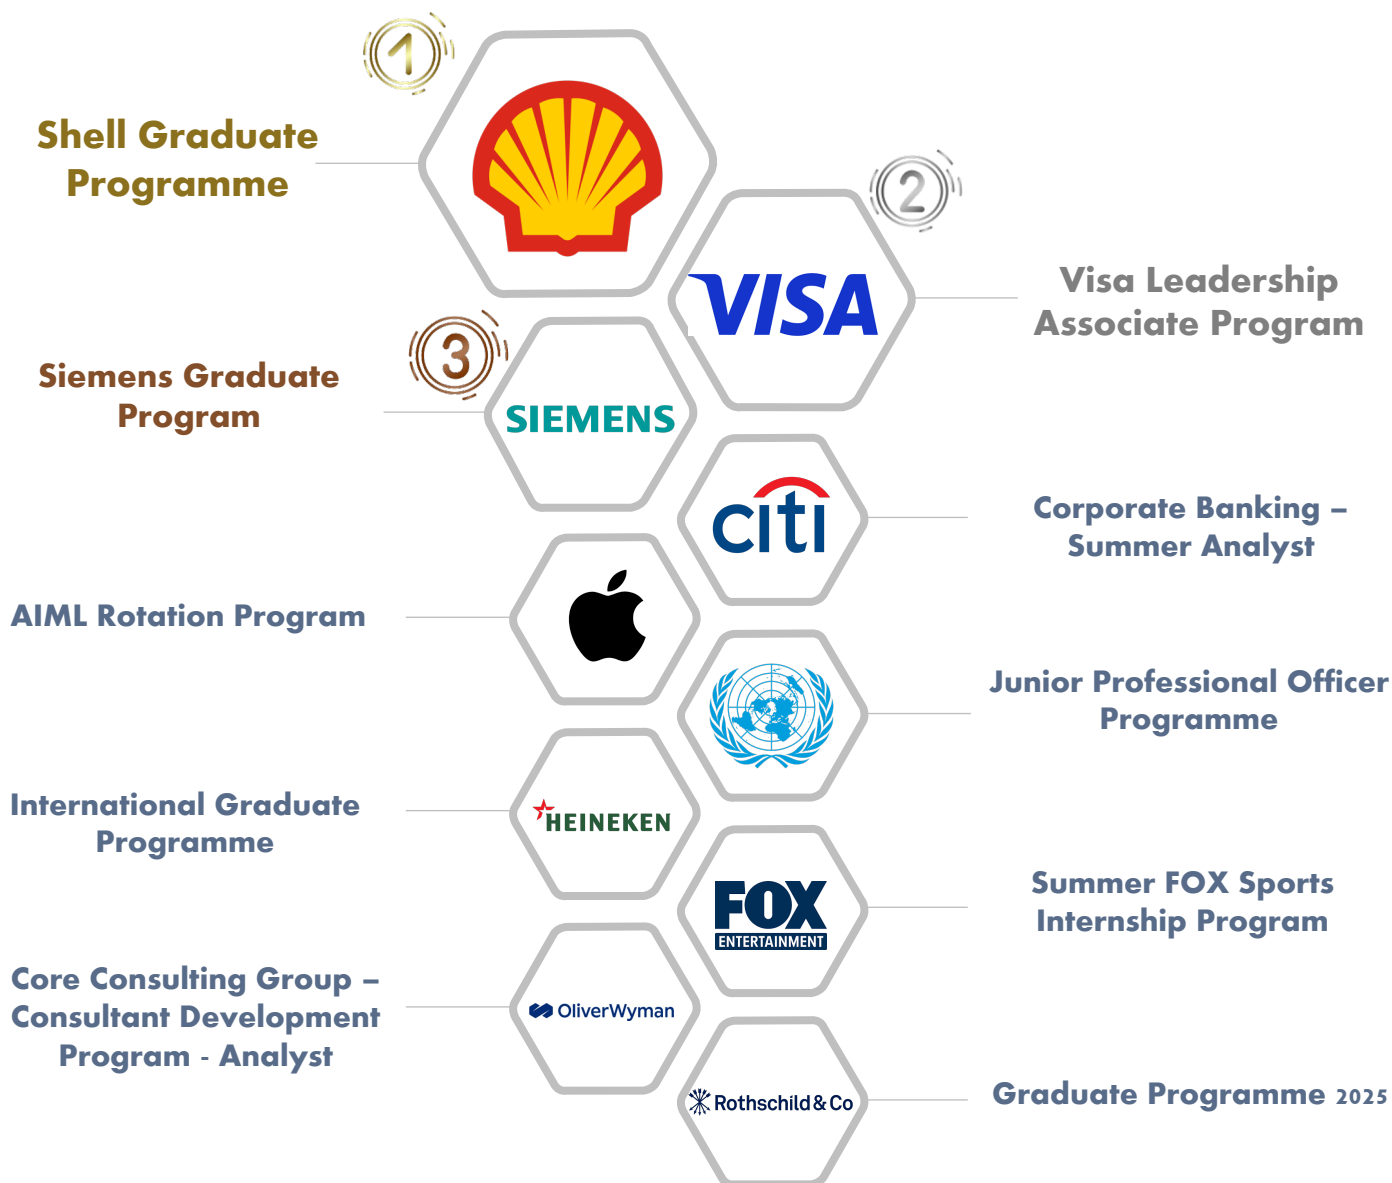 1
Shell Graduate
Programme
2
VISA
Visa Leadership
Associate Program
3
Siemens Graduate
Program
SIEMENS
citi
Corporate Banking –
Summer Analyst
AIML Rotation Program
Junior Professional Officer
Programme
International Graduate
Programme
HEINEKEN
FOX
ENTERTAINMENT
Summer FOX Sports
Internship Program
Core Consulting Group –
Consultant Development
Program - Analyst
OliverWyman
Rothschild & Co
Graduate Programme 2025